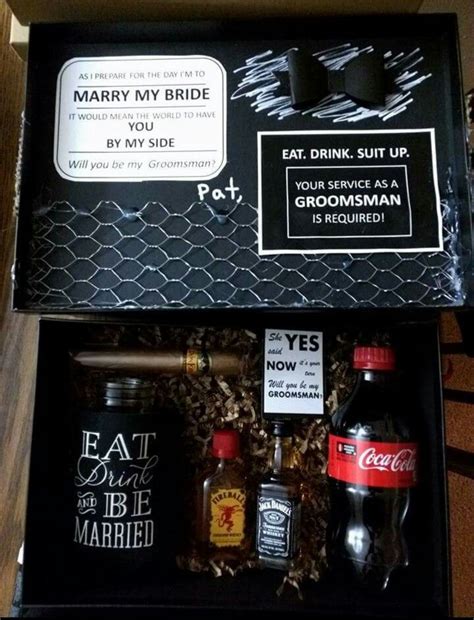 AS I PREPARE FOR THE DAY I'M TO
MARRY MY BRIDE
IT WOULD MEAN THE WORLD TO HAVE
YOU
BY MY SIDE
Will you be my Groomsman?
Pat,
EAT. DRINK. SUIT UP.
YOUR SERVICE AS A
GROOMSMAN
IS REQUIRED!
She
said
YES
NOW it's your
turn
Will you be my
GROOMSMAN?
EAT
Drink
AND BE
MARRIED
FIREBALL
JACK DANIEL'S
WHISKEY
Coca-Cola